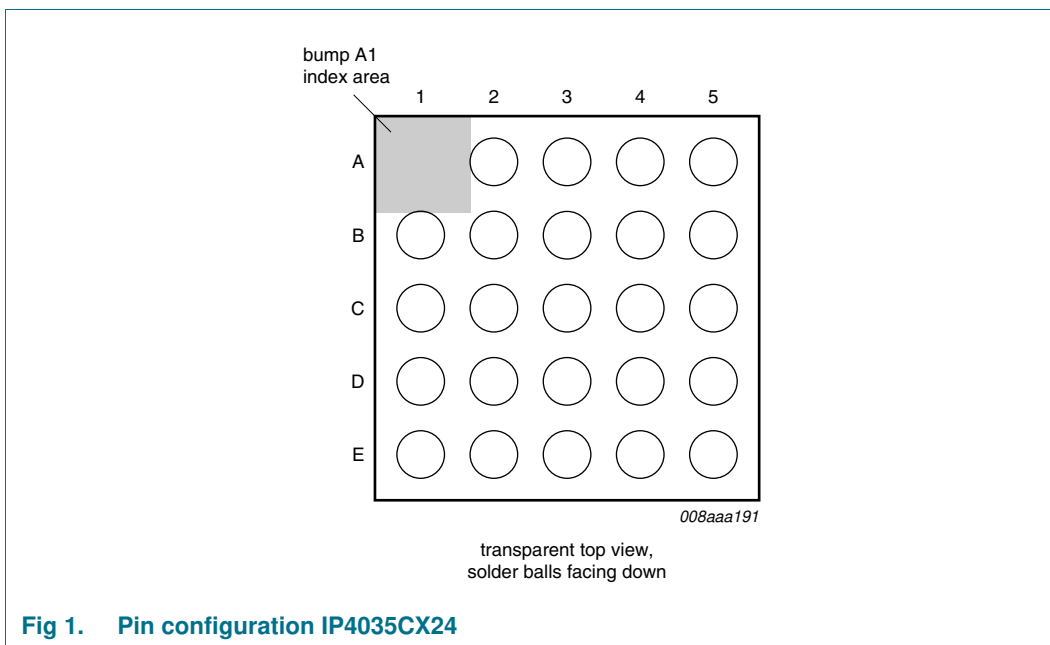 bump A1
index area
1 2 3 4 5
A
B
C
D
E
008aaa191
transparent top view,
solder balls facing down
Fig 1. Pin configuration IP4035CX24